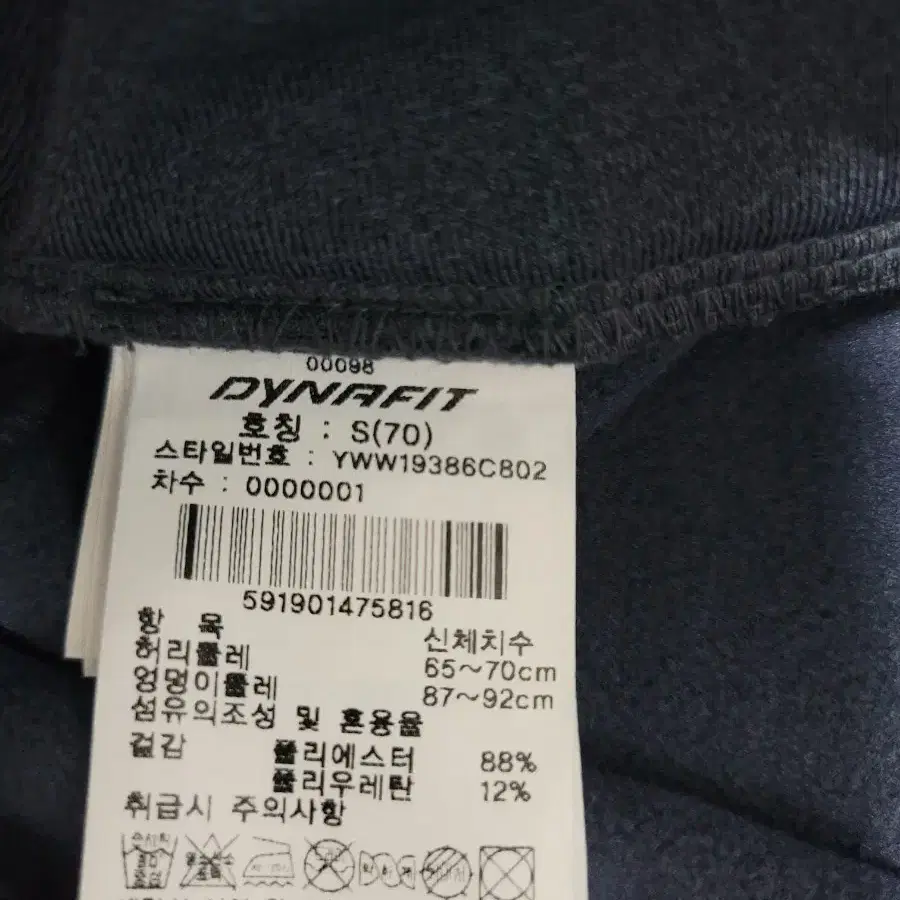 00098
DYNAFIT
호칭 : S(70)
스타일번호 : YWW19386C802
차수 : 0000001
591901475816
항 목 신체치수
허리둘레 65~70cm
엉덩이둘레 87~92cm
섬유의조성 및 혼용율
겉감 폴리에스터 88%
폴리우레탄 12%
취급시 주의사항